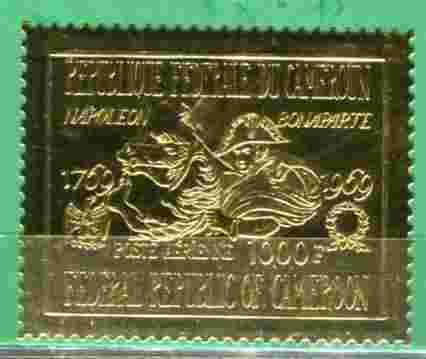 REPUBLIQUE FEDERALE DU CAMEROUN
NAPOLEON BONAPARTE
1769 1969
POSTE AERIENNE 1000F
FEDERAL REPUBLIC OF CAMEROON